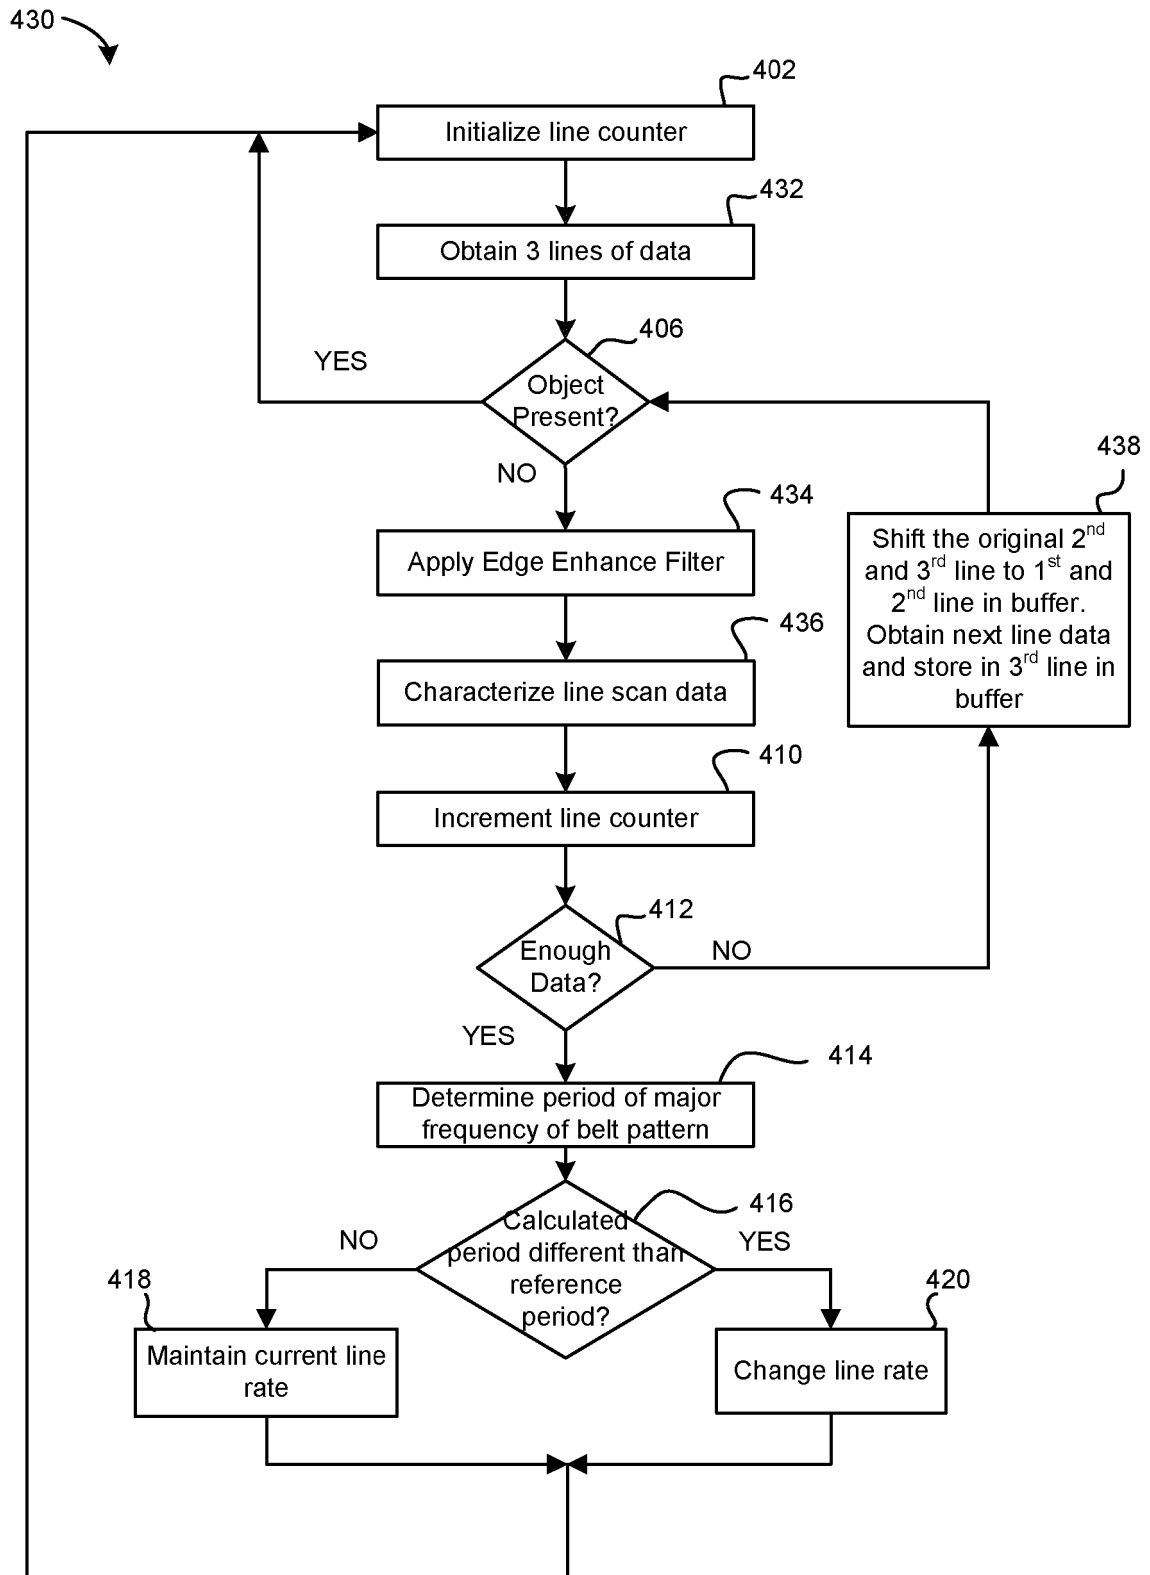 430
402
Initialize line counter
432
Obtain 3 lines of data
406
YES
Object
Present?
NO
438
434
Apply Edge Enhance Filter
Shift the original 2nd
and 3rd line to 1st and
2nd line in buffer.
Obtain next line data
and store in 3rd line in
buffer
436
Characterize line scan data
410
Increment line counter
412
Enough
Data?
NO
YES
414
Determine period of major
frequency of belt pattern
416
Calculated
period different than
reference
period?
NO
YES
418
Maintain current line
rate
420
Change line rate